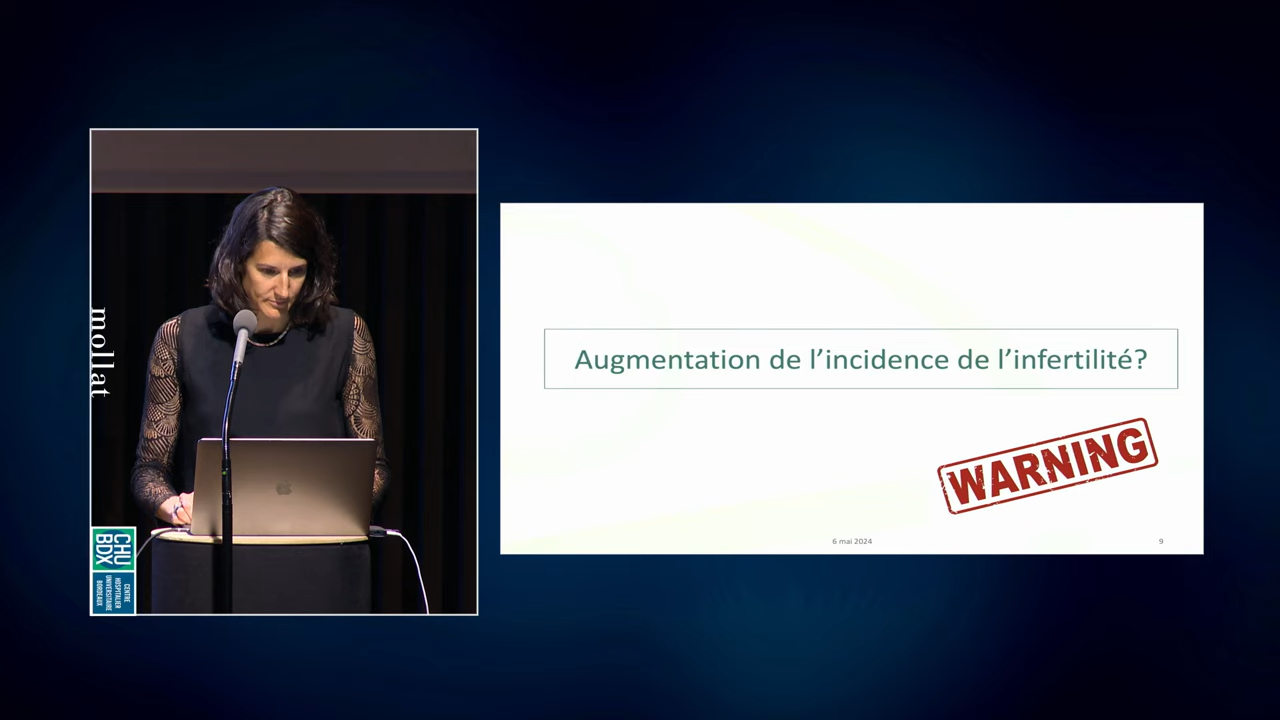 mollat
CHU
BDX
CENTRE
HOSPITALIER
UNIVERSITAIRE
BORDEAUX
Augmentation de l’incidence de l’infertilité?
WARNING
6 mai 2024
9